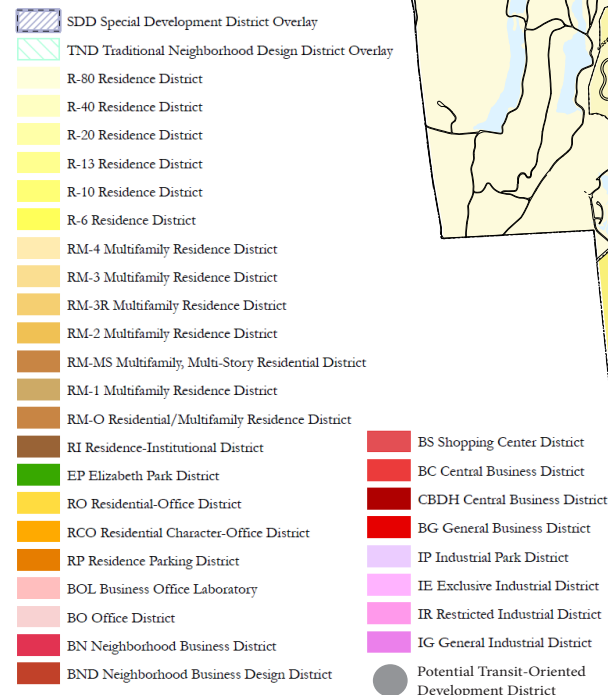 SDD Special Development District Overlay
TND Traditional Neighborhood Design District Overlay
R-80 Residence District
R-40 Residence District
R-20 Residence District
R-13 Residence District
R-10 Residence District
R-6 Residence District
RM-4 Multifamily Residence District
RM-3 Multifamily Residence District
RM-3R Multifamily Residence District
RM-2 Multifamily Residence District
RM-MS Multifamily, Multi-Story Residential District
RM-1 Multifamily Residence District
RM-O Residential/Multifamily Residence District
RI Residence-Institutional District
EP Elizabeth Park District
RO Residential-Office District
RCO Residential Character-Office District
RP Residence Parking District
BOL Business Office Laboratory
BO Office District
BN Neighborhood Business District
BND Neighborhood Business Design District
BS Shopping Center District
BC Central Business District
CBDH Central Business District
BG General Business District
IP Industrial Park District
IE Exclusive Industrial District
IR Restricted Industrial District
IG General Industrial District
Potential Transit-Oriented
Development District